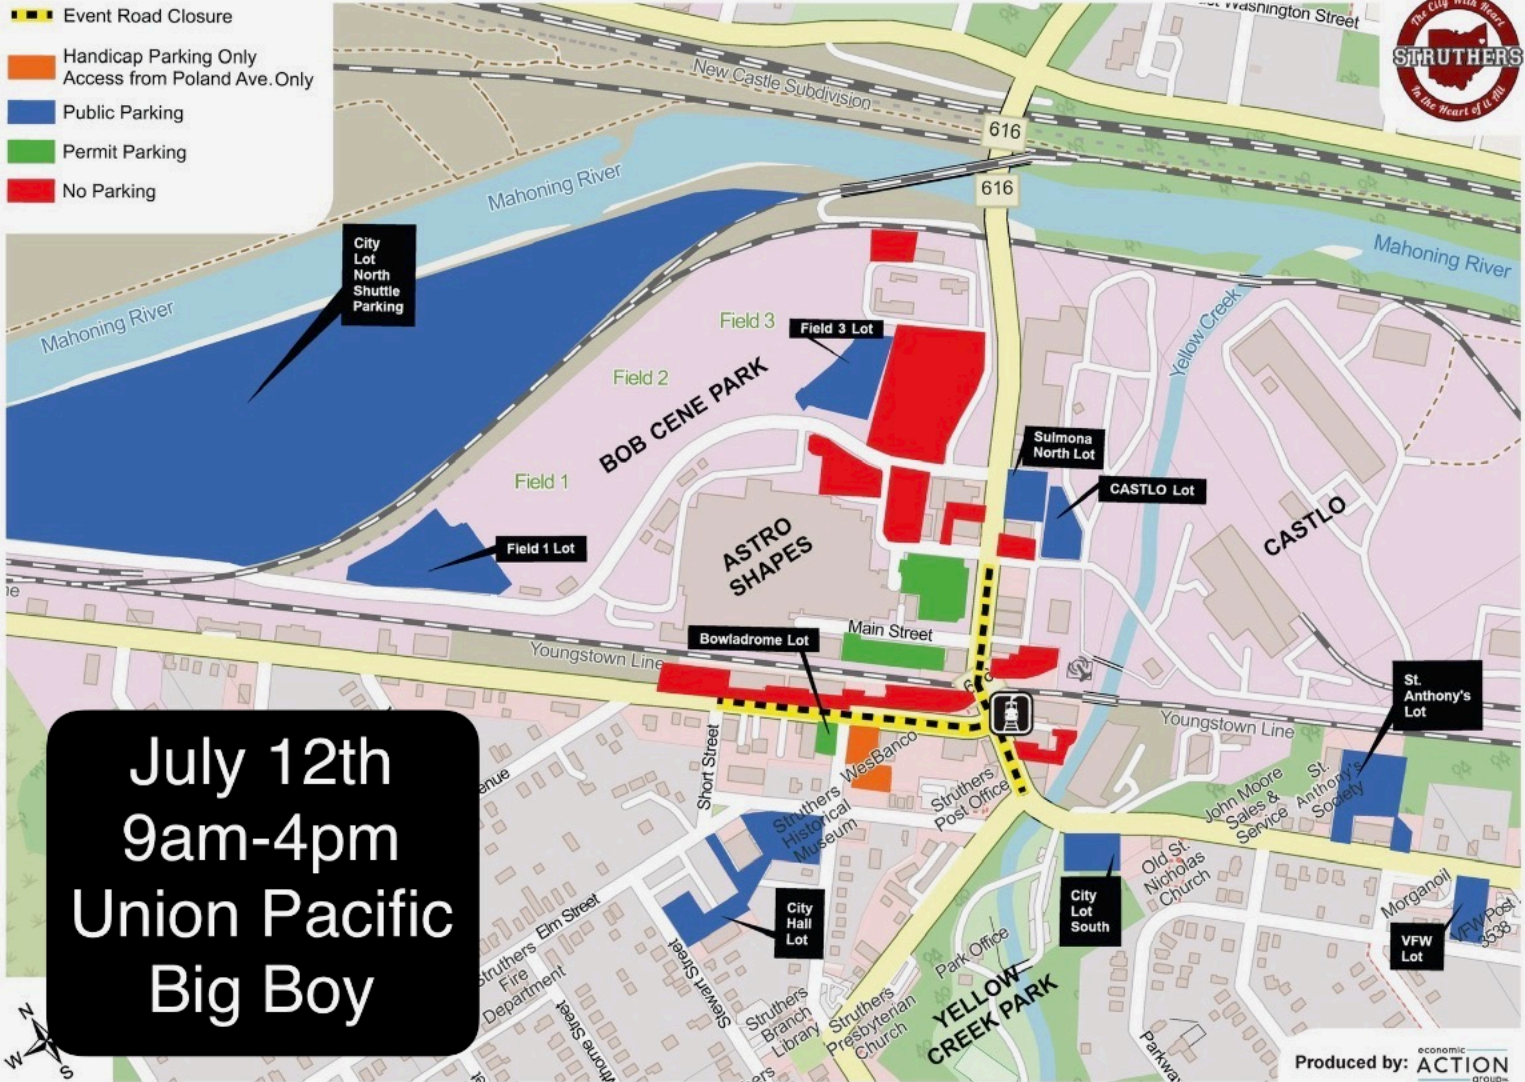 Event Road Closure
Handicap Parking Only
Access from Poland Ave. Only
Public Parking
Permit Parking
No Parking
Washington Street
The City With Heart
STRUTHERS
In the Heart of it All
New Castle Subdivision
616
616
Mahoning River
Mahoning River
Mahoning River
City
Lot
North
Shuttle
Parking
Yellow Creek
Field 3
Field 3 Lot
Field 2
BOB CENE PARK
Field 1
Sulmona
North Lot
CASTLO Lot
CASTLO
ASTRO
SHAPES
Field 1 Lot
Main Street
Bowladrome Lot
Youngstown Line
Youngstown Line
St.
Anthony's
Lot
Short Street
WesBanco
Struthers
Post Office
Struthers
Historical
Museum
John Moore
Sales &
Service
St.
Anthony's
Society
July 12th
9am-4pm
Union Pacific
Big Boy
enue
Elm Street
Struthers
Fire
Department
Stewart Street
City
Hall
Lot
City
Lot
South
Old St.
Nicholas
Church
Morganoil
VFW Post
3538
VFW
Lot
Park Office
YELLOW
CREEK PARK
Struthers
Branch
Library
Struthers
Presbyterian
Church
Parkway
N
W
S
Produced by:
economic
ACTION
group